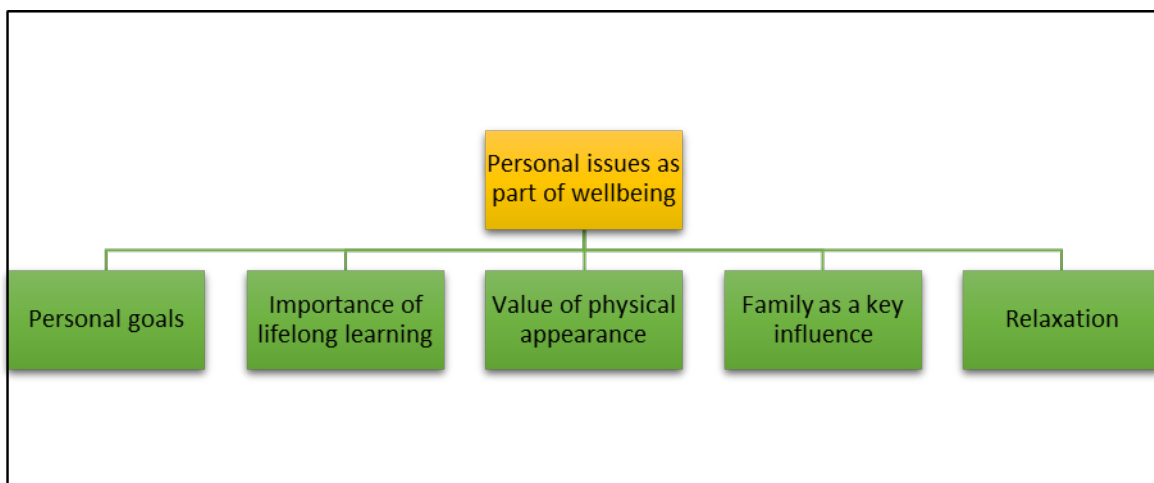 Personal issues as
part of wellbeing
Personal goals
Importance of
lifelong learning
Value of physical
appearance
Family as a key
influence
Relaxation